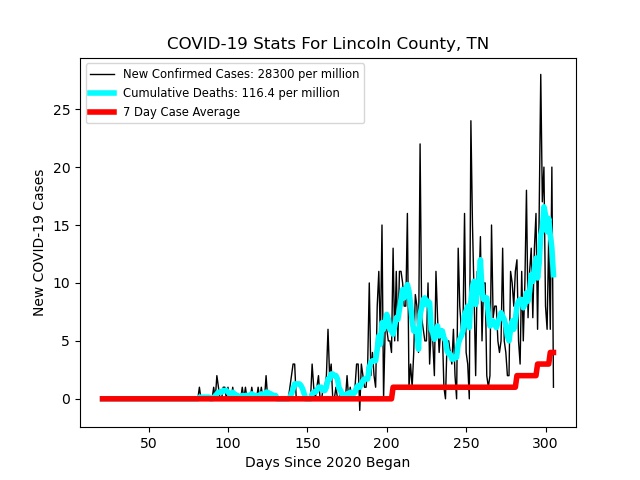 COVID-19 Stats For Lincoln County, TN
New Confirmed Cases: 28300 per million
Cumulative Deaths: 116.4 per million
7 Day Case Average
New COVID-19 Cases
25
20
15
10
5
0
50 100 150 200 250 300
Days Since 2020 Began